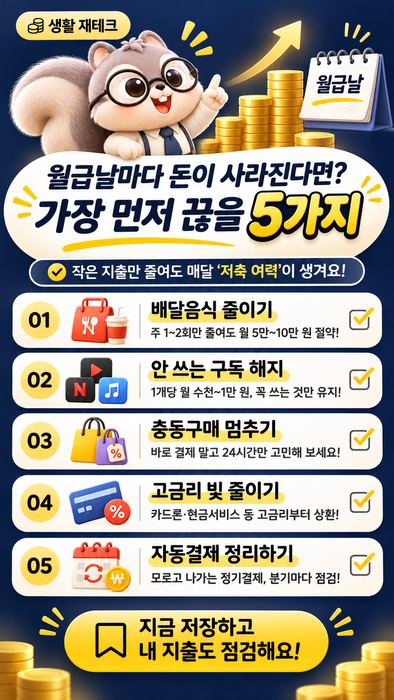 생활 재테크
월급날
월급날마다 돈이 사라진다면?
가장 먼저 끊을 5가지
작은 지출만 줄여도 매달 '저축 여력'이 생겨요!
01
배달음식 줄이기
주 1~2회만 줄여도 월 5만~10만 원 절약!
02
N
안 쓰는 구독 해지
1개당 월 수천~1만 원, 꼭 쓰는 것만 유지!
03
%
충동구매 멈추기
바로 결제 말고 24시간만 고민해 보세요!
04
%
고금리 빚 줄이기
카드론·현금서비스 등 고금리부터 상환!
05
₩
자동결제 정리하기
모르고 나가는 정기결제, 분기마다 점검!
지금 저장하고
내 지출도 점검해요!